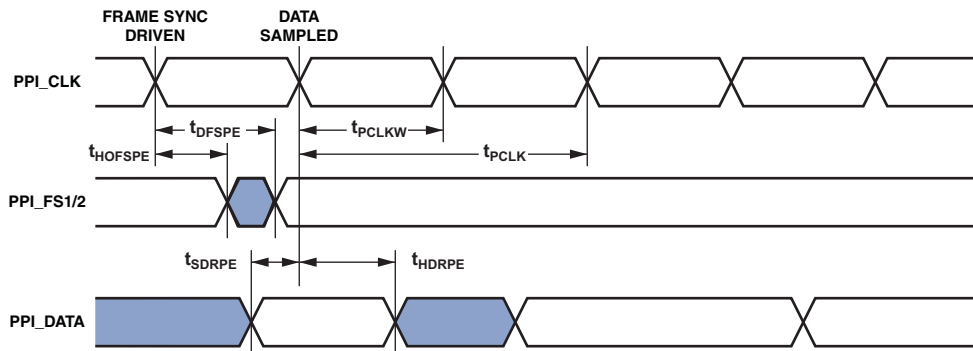 FRAME SYNC
DRIVEN
DATA
SAMPLED
PPI_CLK
tDFSPE
tPCLKW
tHOFSPE
tPCLK
PPI_FS1/2
tSDRPE
tHDRPE
PPI_DATA